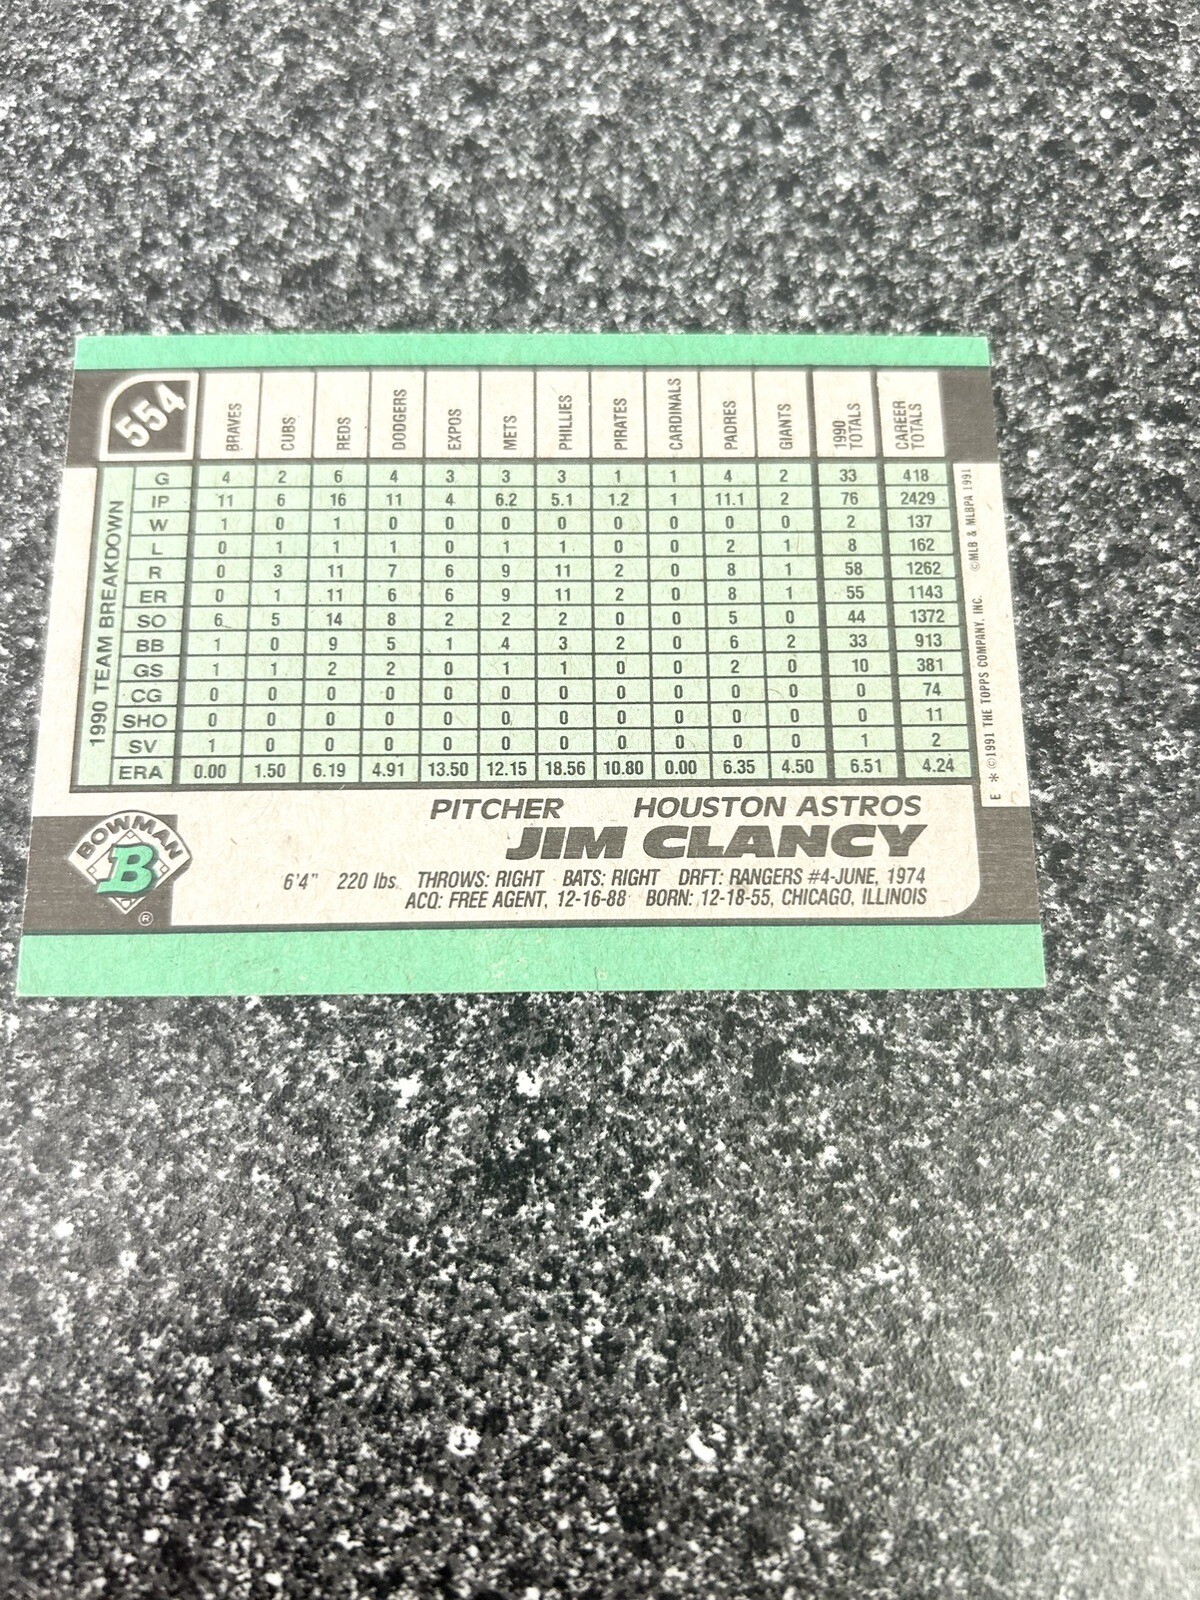 554 BRAVES CUBS REDS DODGERS EXPOS METS PHILLIES PIRATES CARDINALS PADRES GIANTS 1990 TOTALS CAREER TOTALS
1990 TEAM BREAKDOWN
G 4 2 6 4 3 3 3 1 1 4 2 33 418
IP 11 6 16 11 4 6.2 5.1 1.2 1 11.1 2 76 2429
W 1 0 1 0 0 0 0 0 0 0 0 2 137
L 0 1 1 1 0 1 1 0 0 2 1 8 162
R 0 3 11 7 6 9 11 2 0 8 1 58 1262
ER 0 1 11 6 6 9 11 2 0 8 1 55 1143
SO 6 5 14 8 2 2 2 0 0 5 0 44 1372
BB 1 0 9 5 1 4 3 2 0 6 2 33 913
GS 1 1 2 2 0 1 1 0 0 2 0 10 381
CG 0 0 0 0 0 0 0 0 0 0 0 0 74
SHO 0 0 0 0 0 0 0 0 0 0 0 0 11
SV 1 0 0 0 0 0 0 0 0 0 0 1 2
ERA 0.00 1.50 6.19 4.91 13.50 12.15 18.56 10.80 0.00 6.35 4.50 6.51 4.24
E *©1991 THE TOPPS COMPANY, INC. ©MLB & MLBPA 1991
PITCHER HOUSTON ASTROS
JIM CLANCY
6'4" 220 lbs. THROWS: RIGHT BATS: RIGHT DRFT: RANGERS #4-JUNE, 1974
ACQ: FREE AGENT, 12-16-88 BORN: 12-18-55, CHICAGO, ILLINOIS
BOWMAN
B
®